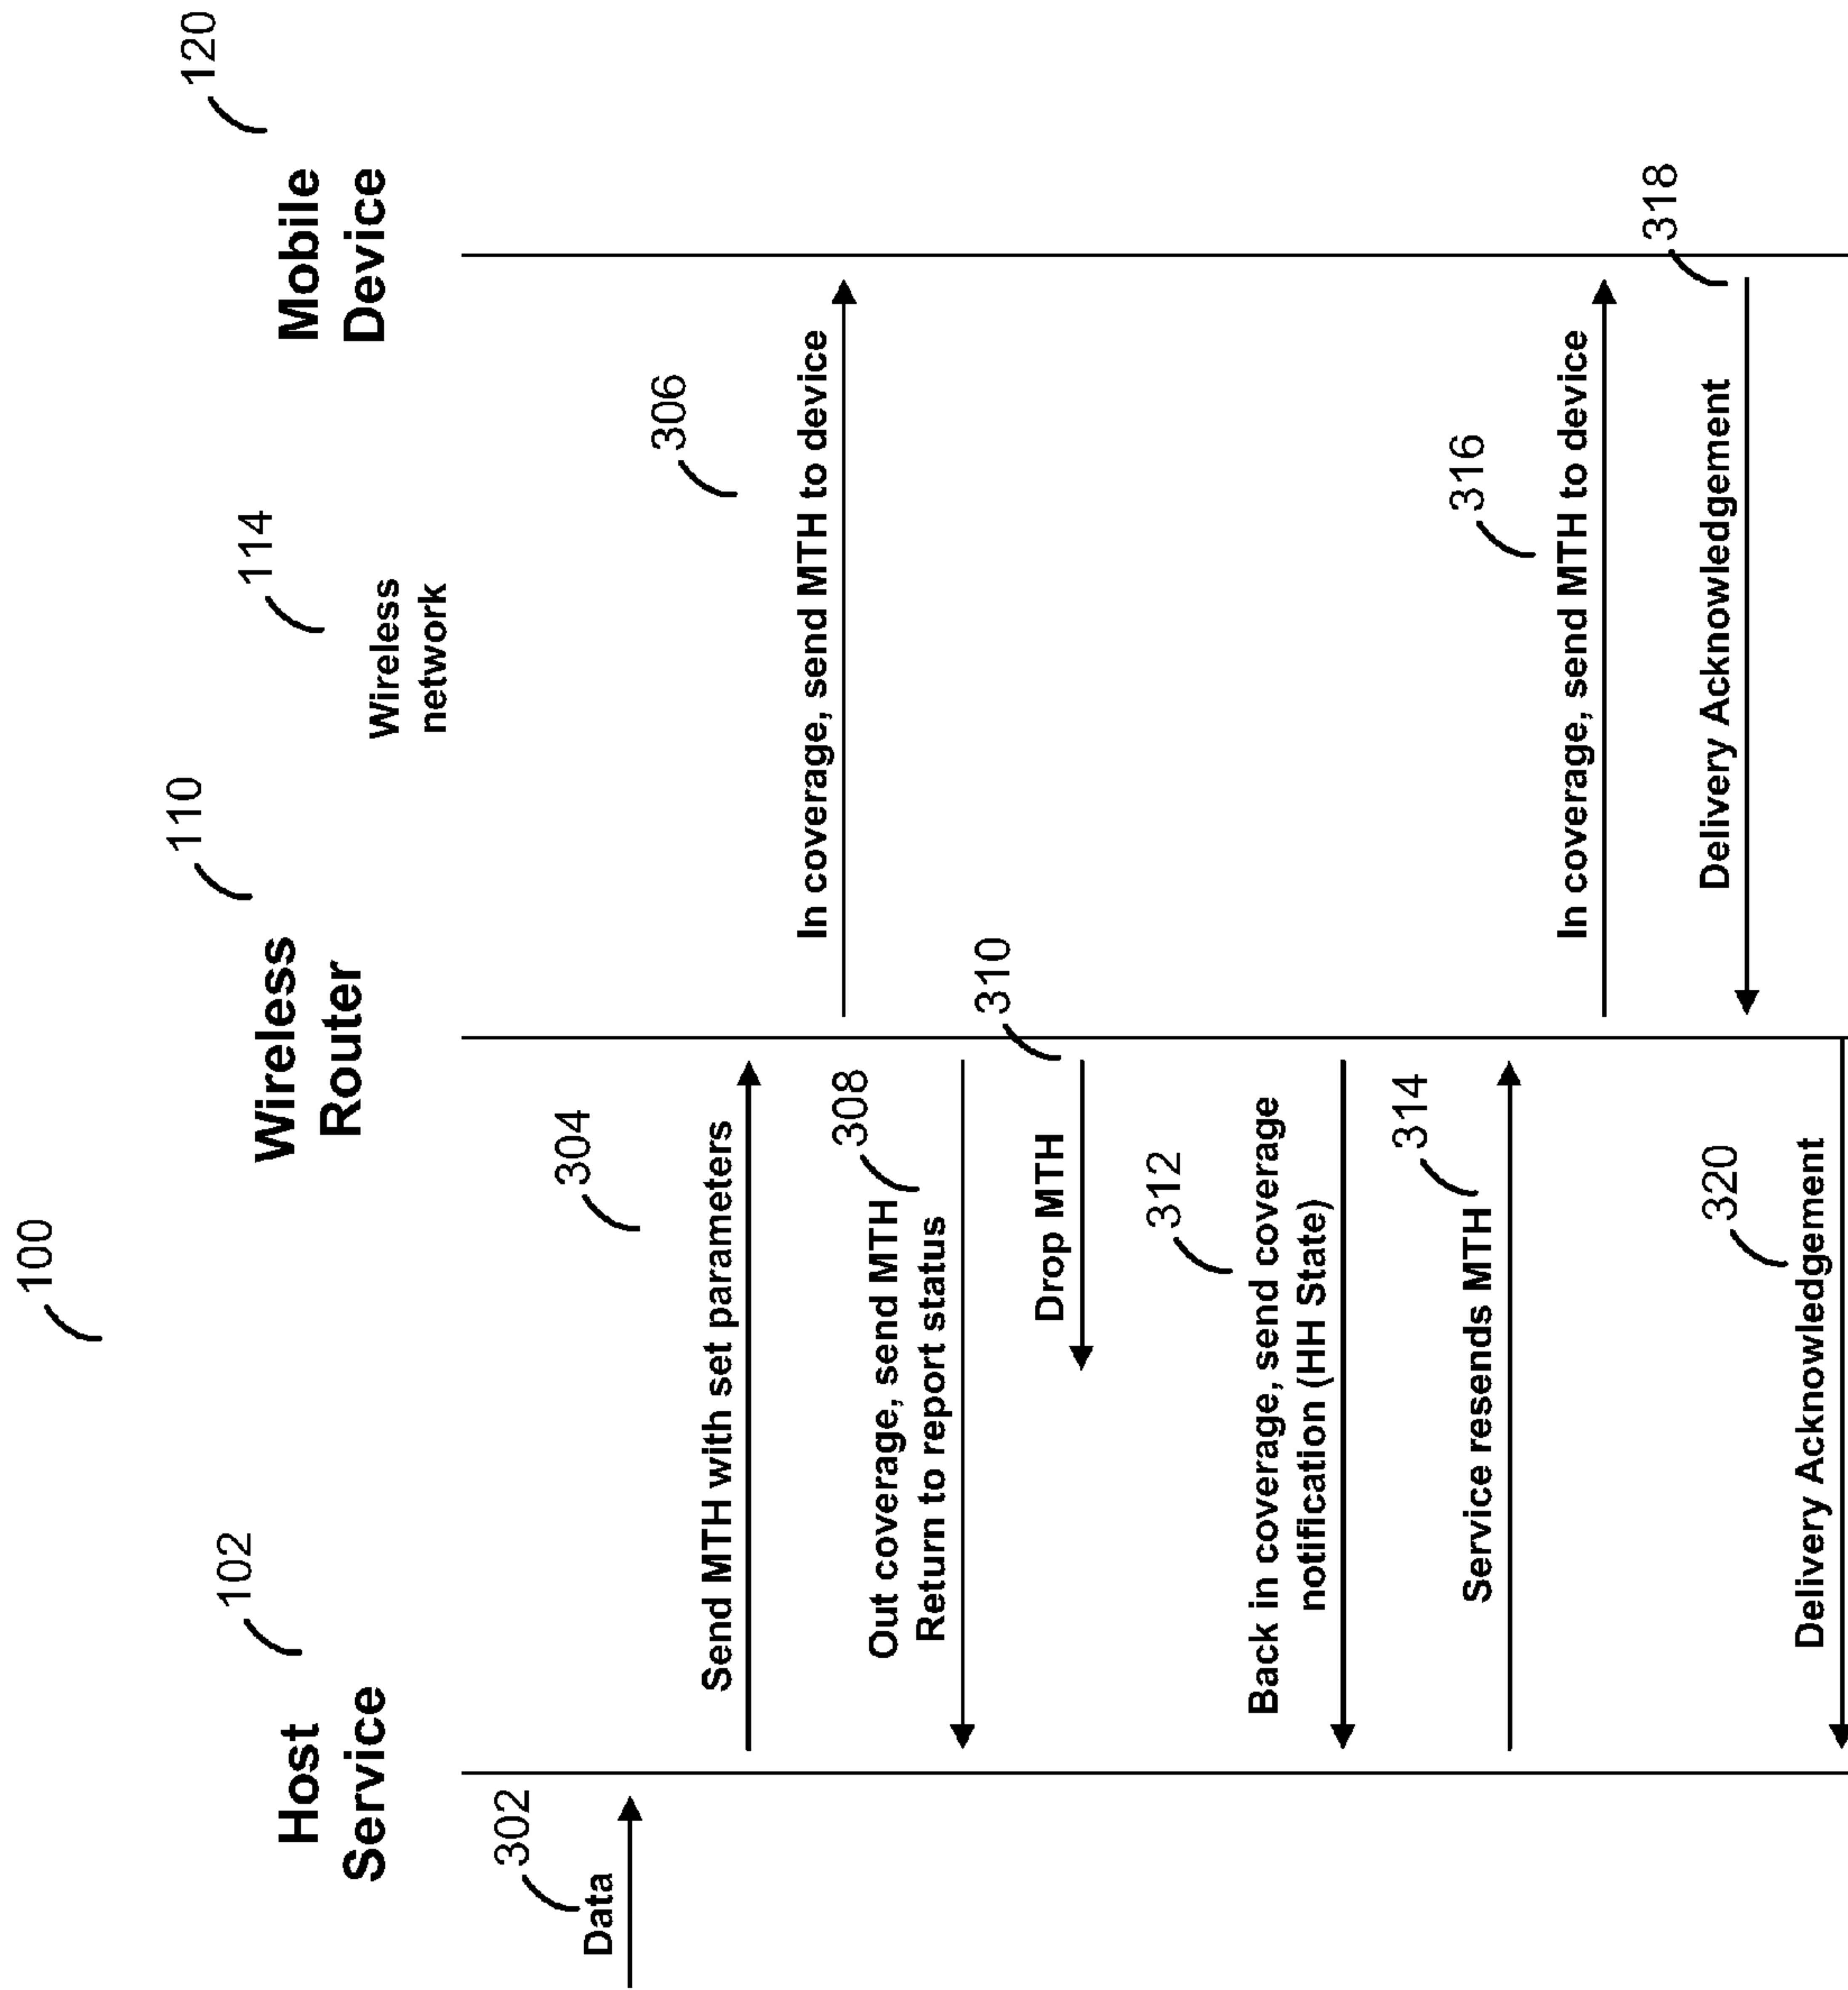 100
102
110
114
120
Host
Service
Wireless
Router
Wireless
network
Mobile
Device
302
Data
304
Send MTH with set parameters
306
In coverage, send MTH to device
308
Out coverage, send MTH
Return to report status
310
Drop MTH
312
Back in coverage, send coverage
notification (HH State)
314
Service resends MTH
316
In coverage, send MTH to device
318
Delivery Acknowledgement
320
Delivery Acknowledgement